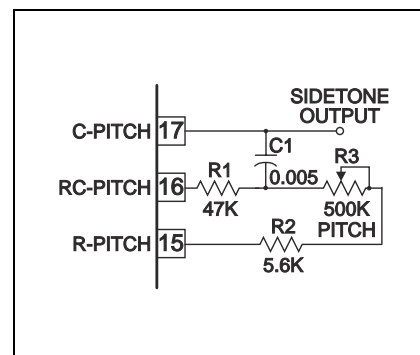 SIDETONE
OUTPUT
C-PITCH 17
C1
R1
R3
RC-PITCH 16
0.005
47K
500K
PITCH
R-PITCH 15
R2
5.6K